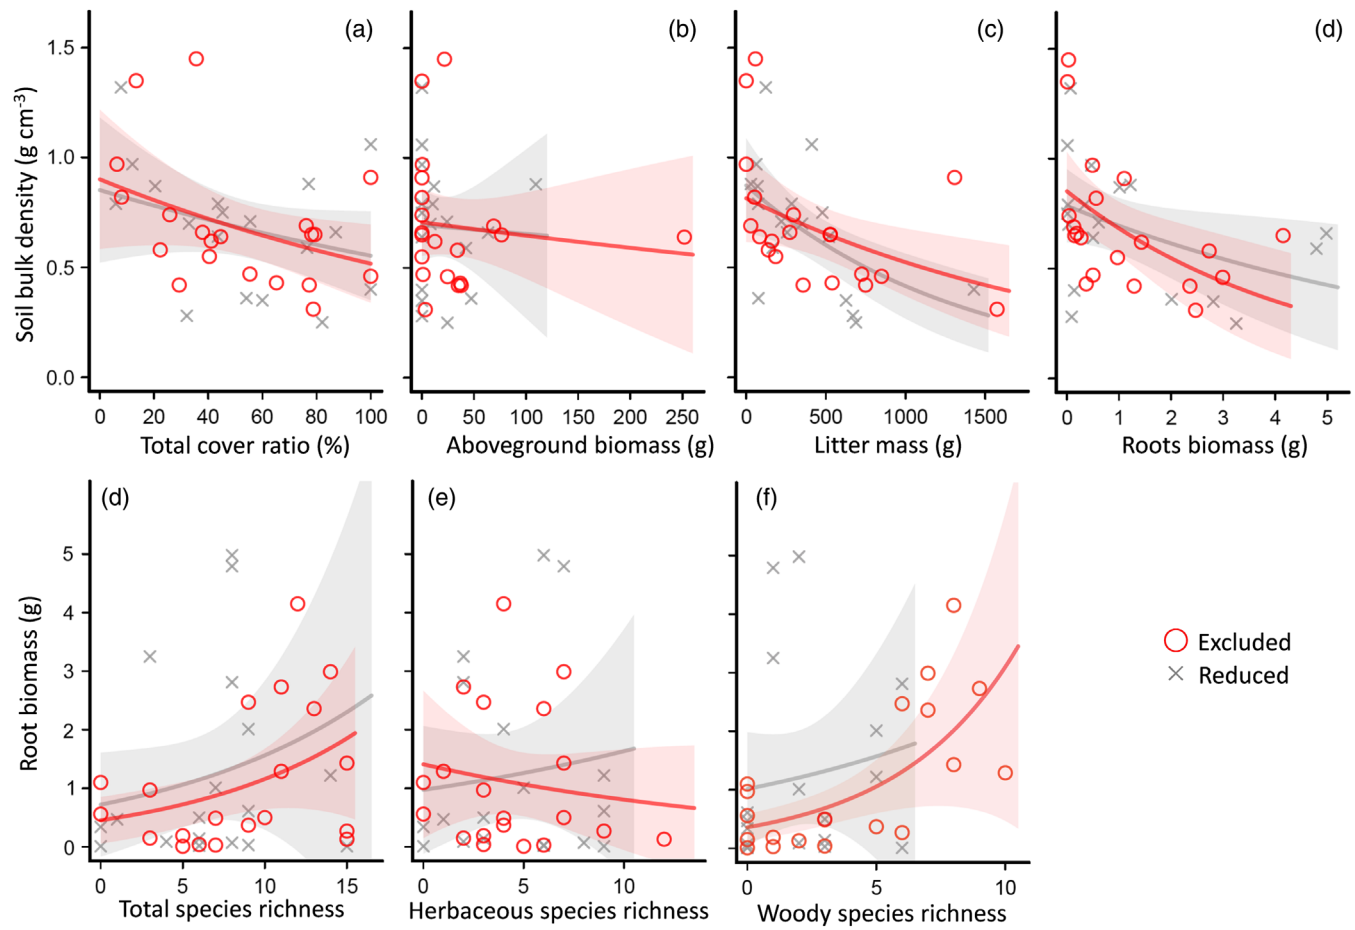 (a)
(b)
(c)
(d)
Soil bulk density (g cm⁻³)
1.5
1.0
0.5
0.0
0 20 40 60 80 100
0 50 100 150 200 250
0 500 1000 1500
0 1 2 3 4 5
Total cover ratio (%)
Aboveground biomass (g)
Litter mass (g)
Roots biomass (g)
(d)
(e)
(f)
Root biomass (g)
5
4
3
2
1
0
0 5 10 15
0 5 10
0 5 10
Total species richness
Herbaceous species richness
Woody species richness
Excluded
Reduced